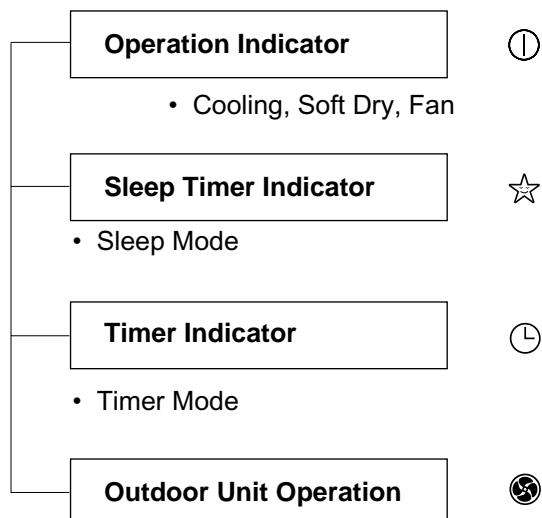 Operation Indicator
• Cooling, Soft Dry, Fan
Sleep Timer Indicator
• Sleep Mode
Timer Indicator
• Timer Mode
Outdoor Unit Operation